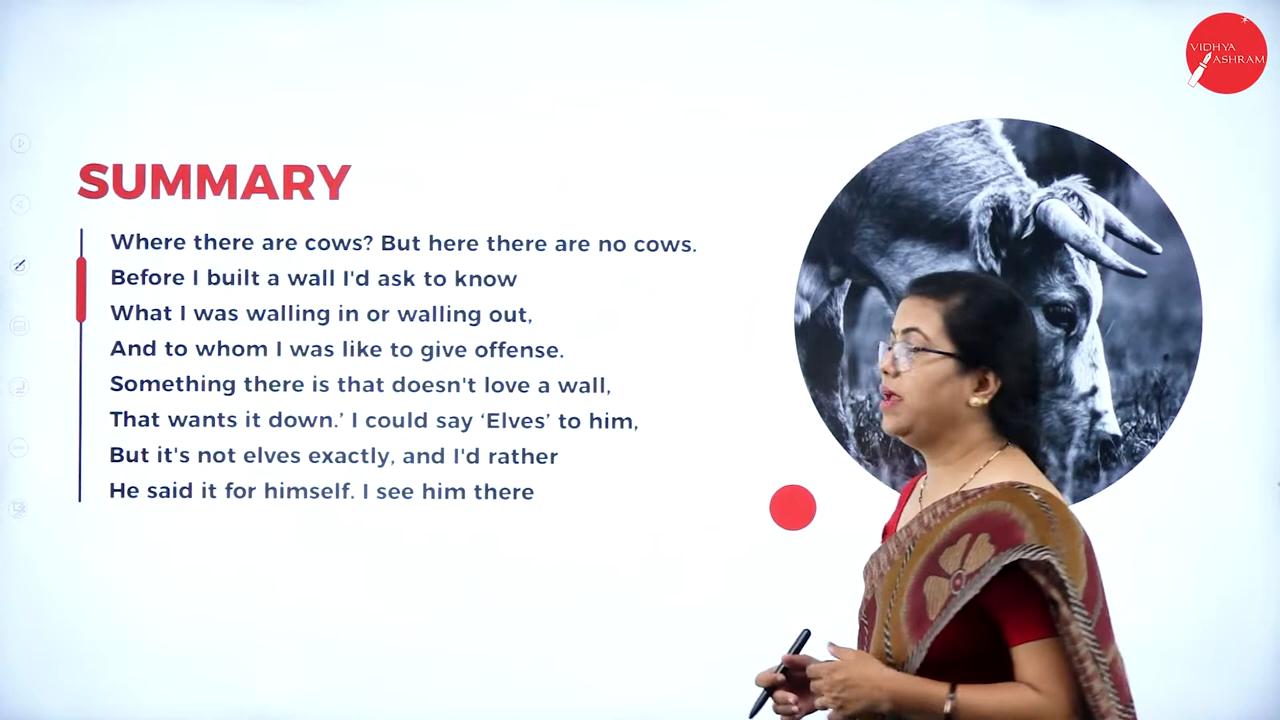 VIDHYA
ASHRAM
SUMMARY
Where there are cows? But here there are no cows.
Before I built a wall I'd ask to know
What I was walling in or walling out,
And to whom I was like to give offense.
Something there is that doesn't love a wall,
That wants it down.’ I could say ‘Elves’ to him,
But it's not elves exactly, and I'd rather
He said it for himself. I see him there